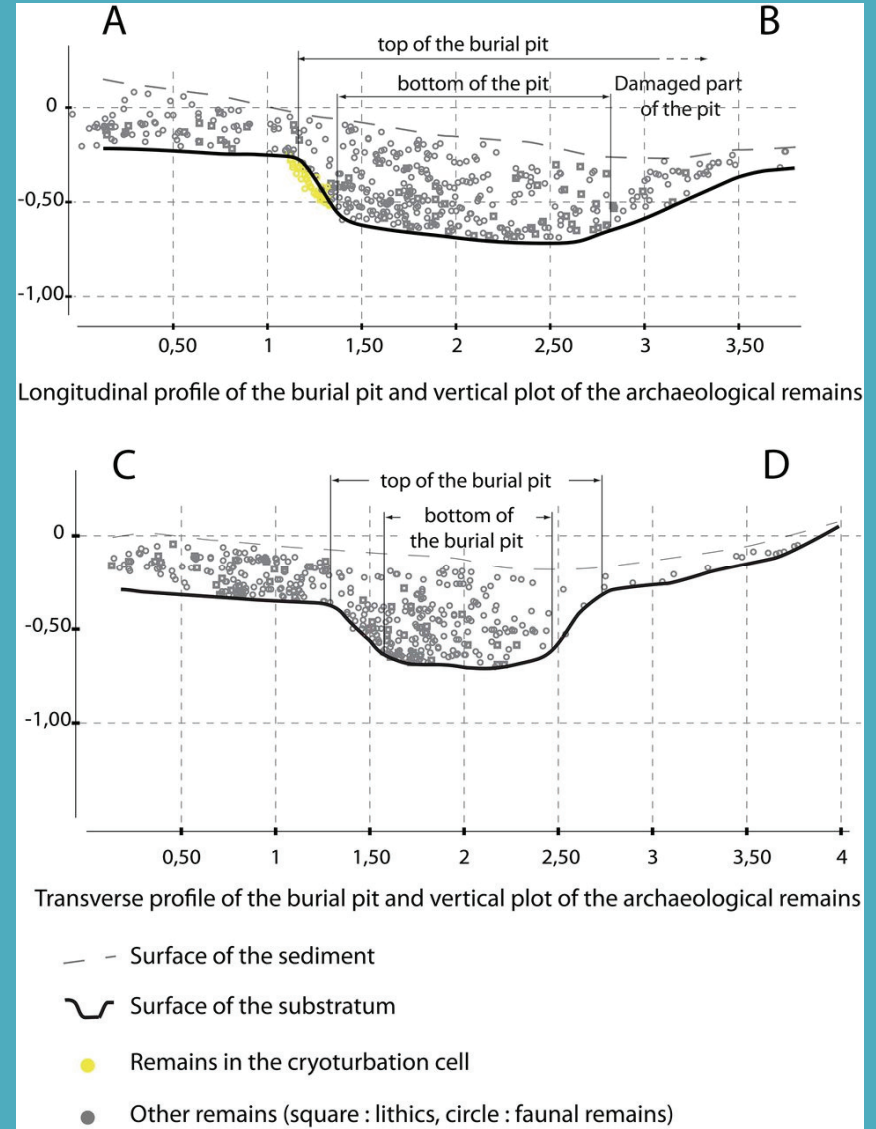 A
B
top of the burial pit
bottom of the pit
Damaged part
of the pit
0
-0,50
-1,00
0,50 1 1,50 2 2,50 3 3,50
Longitudinal profile of the burial pit and vertical plot of the archaeological remains
C
D
top of the burial pit
bottom of
the burial pit
0
-0,50
-1,00
0,50 1 1,50 2 2,50 3 3,50 4
Transverse profile of the burial pit and vertical plot of the archaeological remains
Surface of the sediment
Surface of the substratum
Remains in the cryoturbation cell
Other remains (square : lithics, circle : faunal remains)